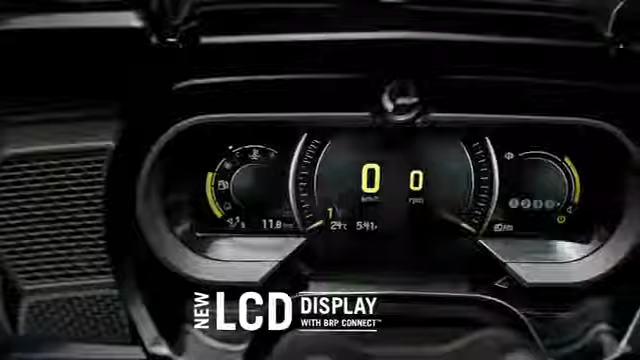 0 0
km/h rpm
1
11.8 24°C 5:41
NEW LCD DISPLAY
WITH BRP CONNECT™